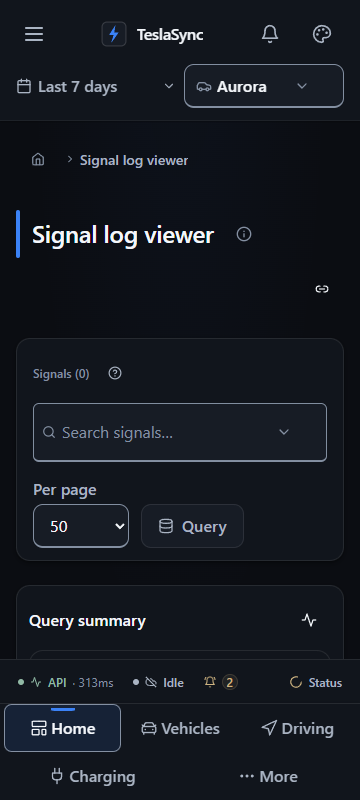 TeslaSync
Last 7 days
Aurora
Signal log viewer
Signal log viewer
Signals (0)
Search signals...
Per page
50
Query
Query summary
API · 313ms
Idle
2
Status
Home
Vehicles
Driving
Charging
More